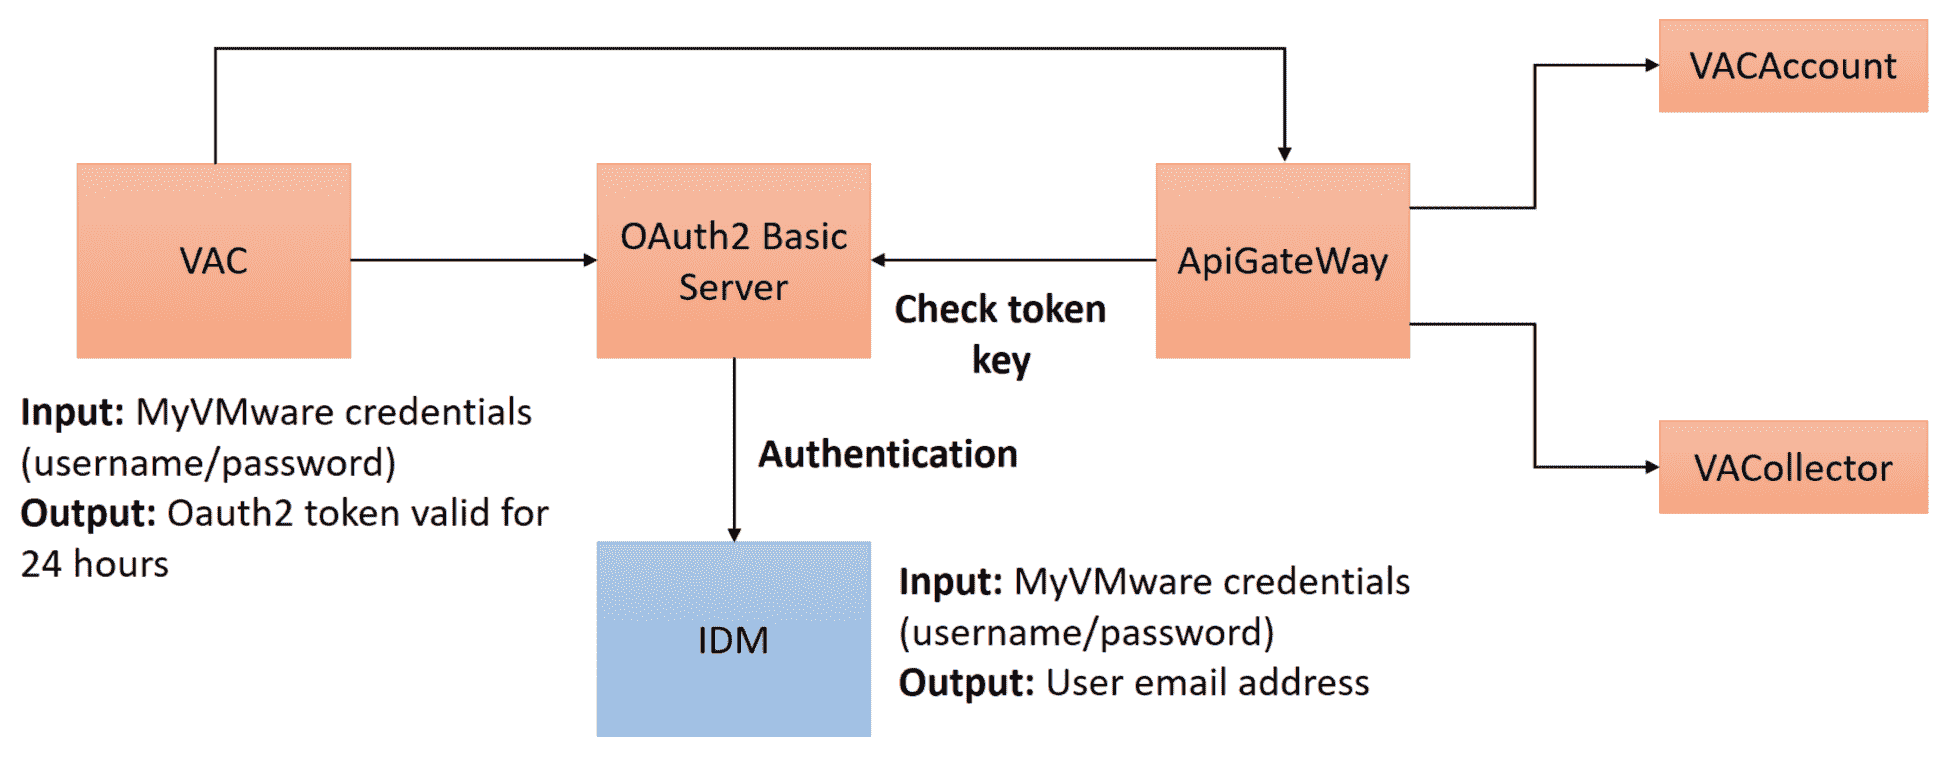 VACAccount
VAC
OAuth2 Basic
Server
ApiGateWay
Check token
key
Input: MyVMware credentials
(username/password)
Output: Oauth2 token valid for
24 hours
Authentication
VACollector
IDM
Input: MyVMware credentials
(username/password)
Output: User email address